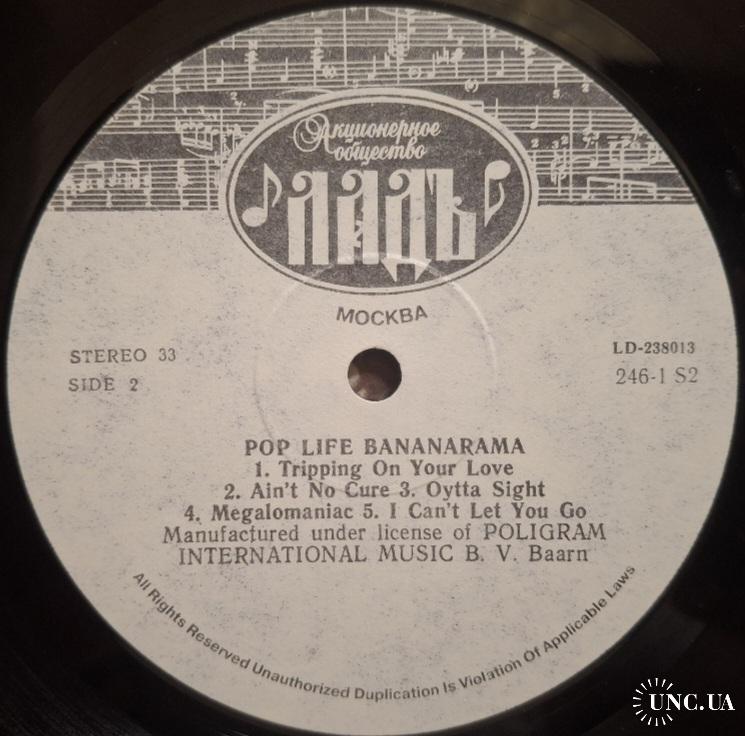 Акционерное
общество
ЛАДЪ
МОСКВА
STEREO 33
SIDE 2
LD-238013
246-1 S2
POP LIFE BANANARAMA
1. Tripping On Your Love
2. Ain't No Cure 3. Oytta Sight
4. Megalomaniac 5. I Can't Let You Go
Manufactured under license of POLIGRAM
INTERNATIONAL MUSIC B. V. Baarn
All Rights Reserved Unauthorized Duplication Is Violation Of Applicable Laws
UNC.UA